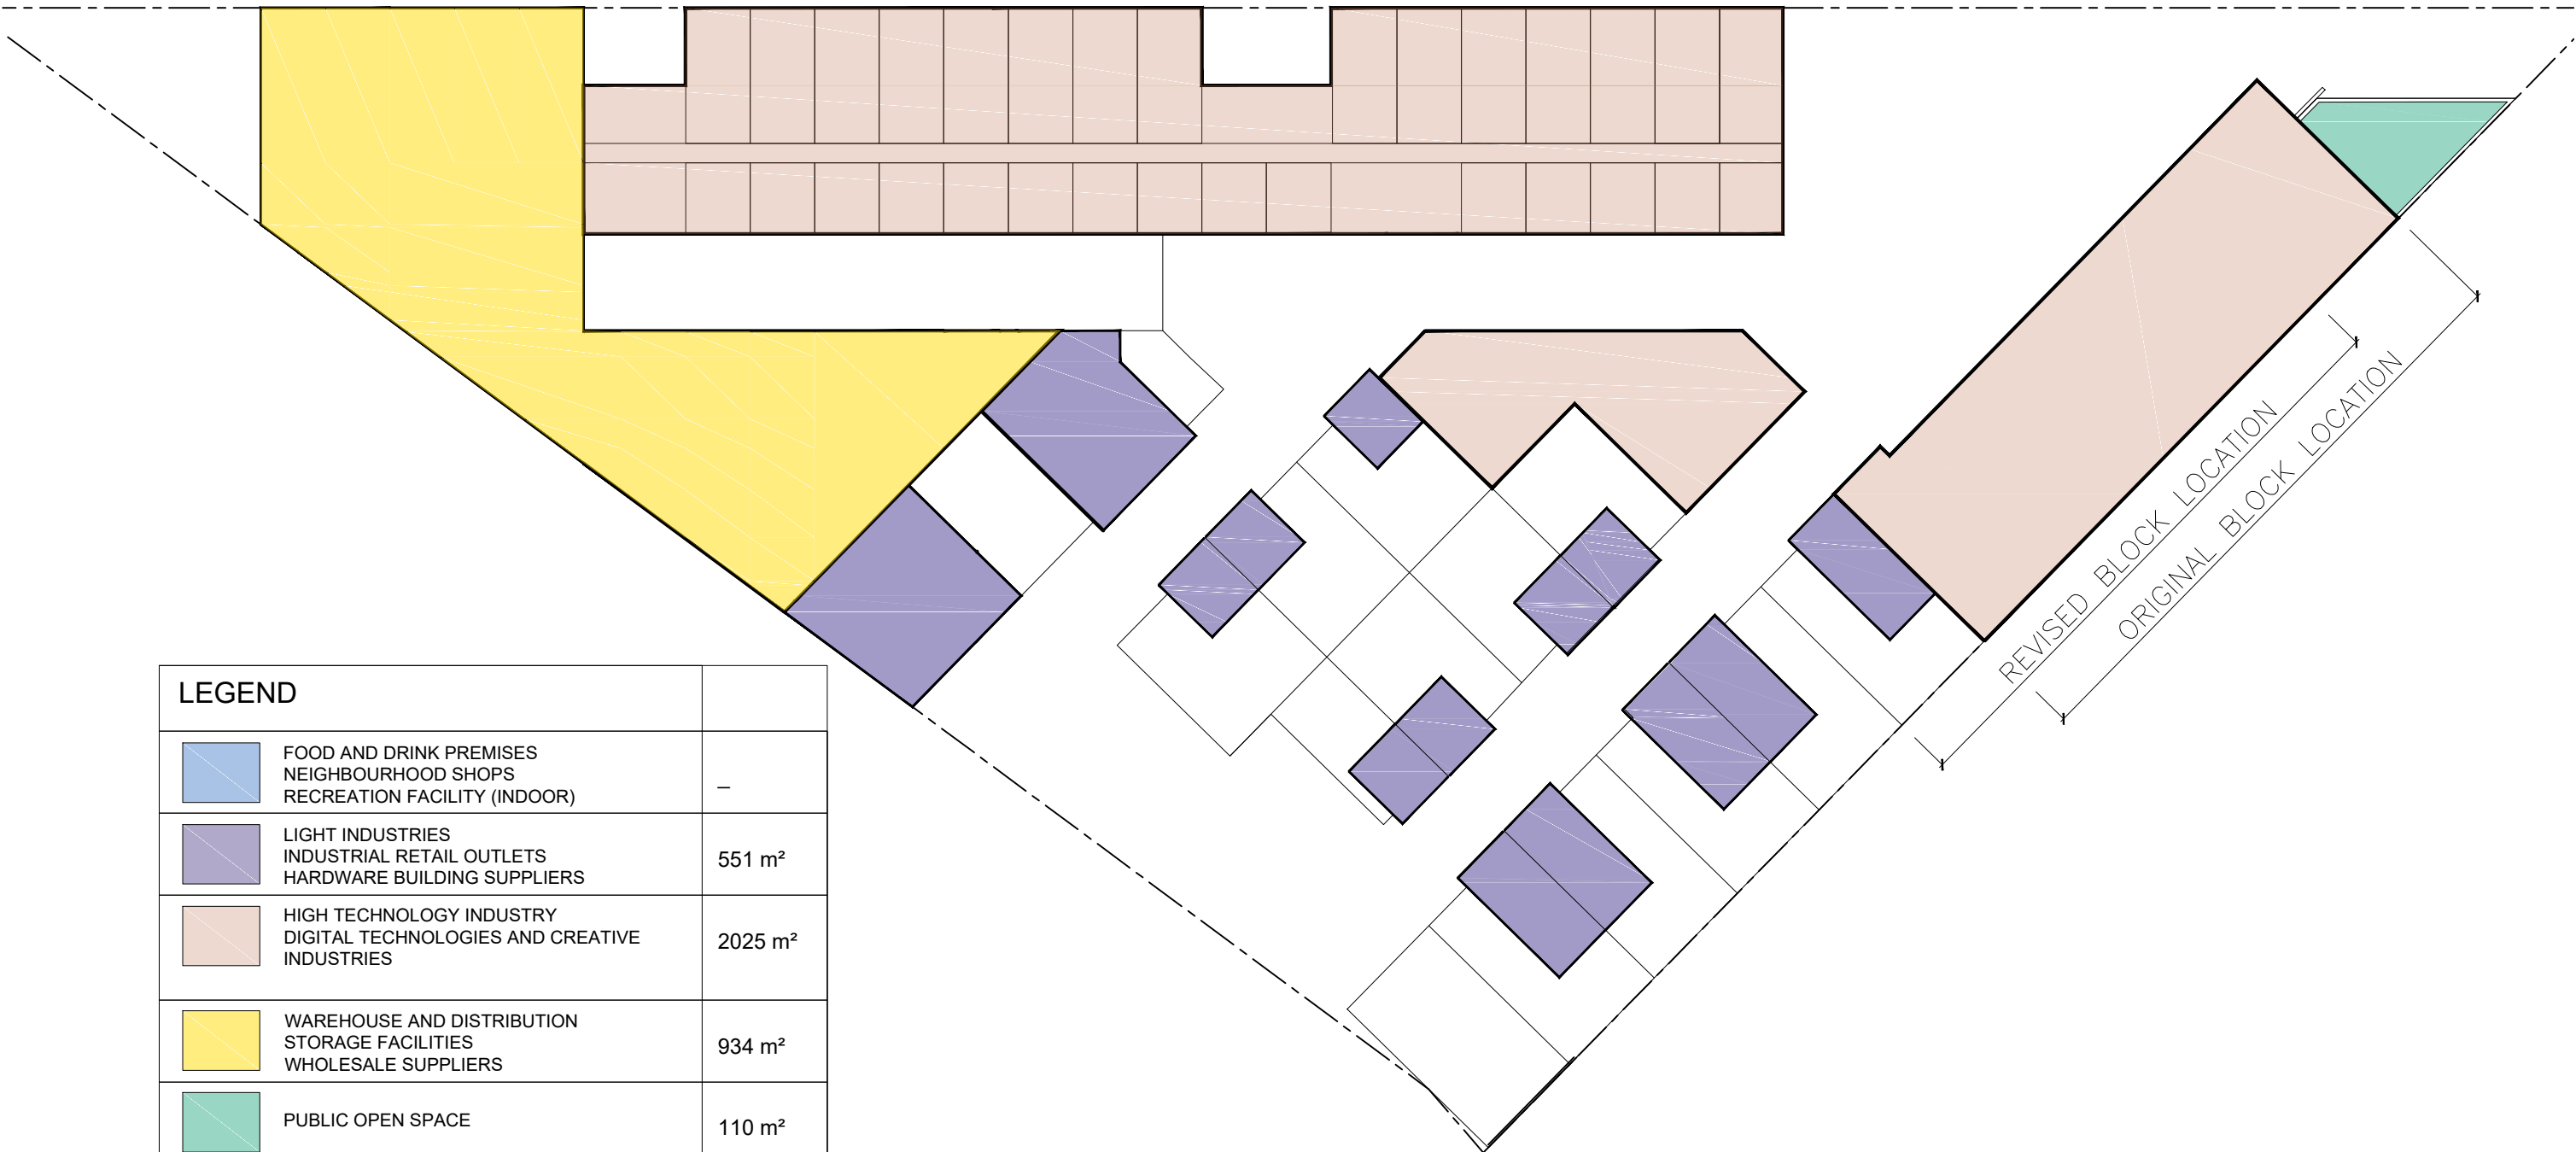 REVISED BLOCK LOCATION
ORIGINAL BLOCK LOCATION
LEGEND
FOOD AND DRINK PREMISES
NEIGHBOURHOOD SHOPS
RECREATION FACILITY (INDOOR)
–
LIGHT INDUSTRIES
INDUSTRIAL RETAIL OUTLETS
HARDWARE BUILDING SUPPLIERS
551 m²
HIGH TECHNOLOGY INDUSTRY
DIGITAL TECHNOLOGIES AND CREATIVE
INDUSTRIES
2025 m²
WAREHOUSE AND DISTRIBUTION
STORAGE FACILITIES
WHOLESALE SUPPLIERS
934 m²
PUBLIC OPEN SPACE
110 m²